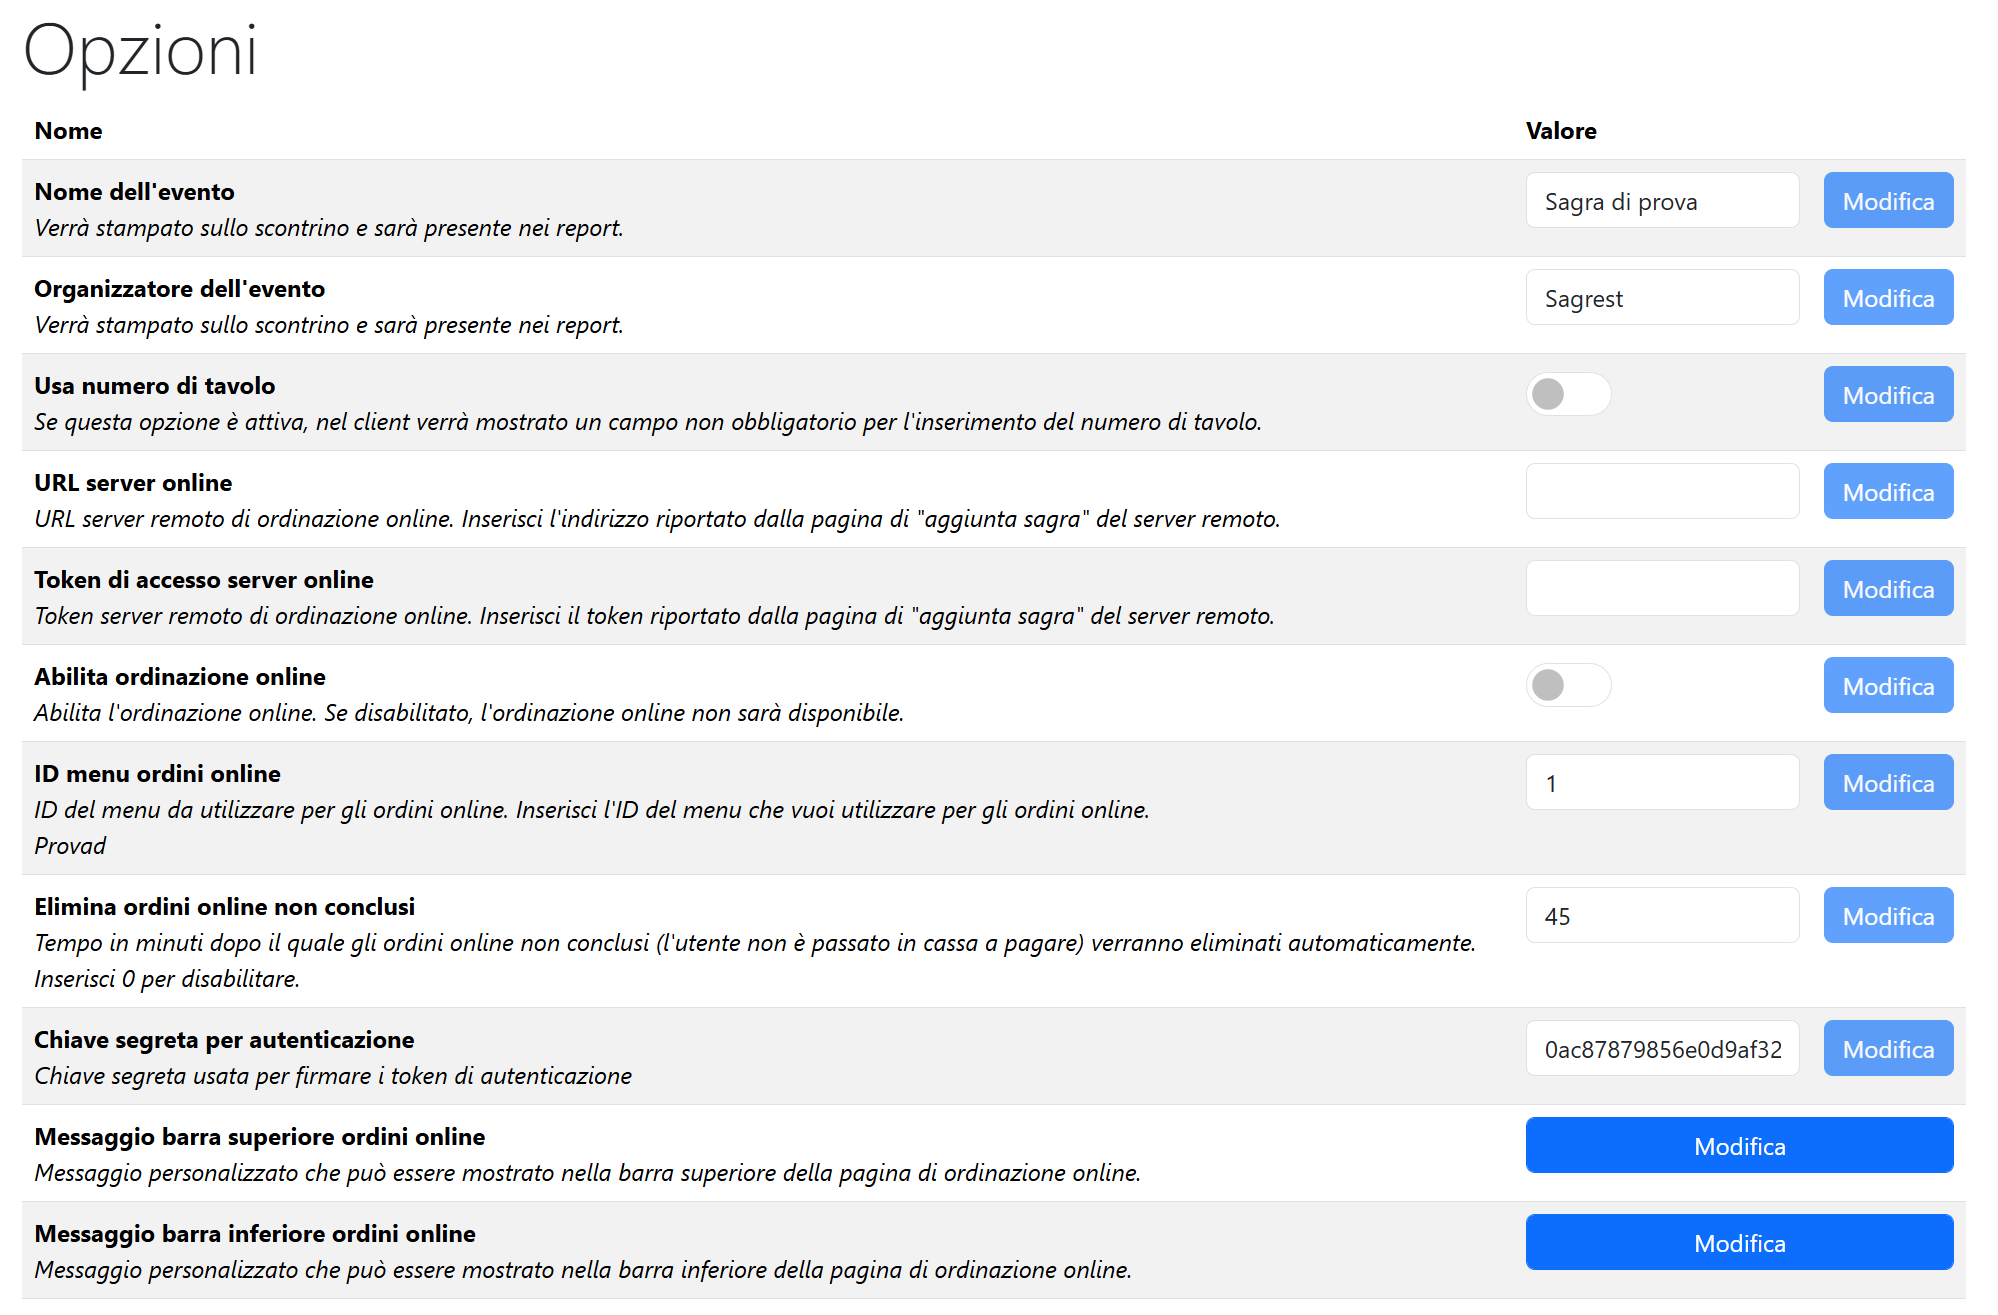 Opzioni
Nome Valore
Nome dell'evento
Verrà stampato sullo scontrino e sarà presente nei report.
Sagra di prova Modifica
Organizzatore dell'evento
Verrà stampato sullo scontrino e sarà presente nei report.
Sagrest Modifica
Usa numero di tavolo
Se questa opzione è attiva, nel client verrà mostrato un campo non obbligatorio per l'inserimento del numero di tavolo.
Modifica
URL server online
URL server remoto di ordinazione online. Inserisci l'indirizzo riportato dalla pagina di "aggiunta sagra" del server remoto.
Modifica
Token di accesso server online
Token server remoto di ordinazione online. Inserisci il token riportato dalla pagina di "aggiunta sagra" del server remoto.
Modifica
Abilita ordinazione online
Abilita l'ordinazione online. Se disabilitato, l'ordinazione online non sarà disponibile.
Modifica
ID menu ordini online
ID del menu da utilizzare per gli ordini online. Inserisci l'ID del menu che vuoi utilizzare per gli ordini online.
Provad
1 Modifica
Elimina ordini online non conclusi
Tempo in minuti dopo il quale gli ordini online non conclusi (l'utente non è passato in cassa a pagare) verranno eliminati automaticamente.
Inserisci 0 per disabilitare.
45 Modifica
Chiave segreta per autenticazione
Chiave segreta usata per firmare i token di autenticazione
0ac87879856e0d9af32 Modifica
Messaggio barra superiore ordini online
Messaggio personalizzato che può essere mostrato nella barra superiore della pagina di ordinazione online.
Modifica
Messaggio barra inferiore ordini online
Messaggio personalizzato che può essere mostrato nella barra inferiore della pagina di ordinazione online.
Modifica